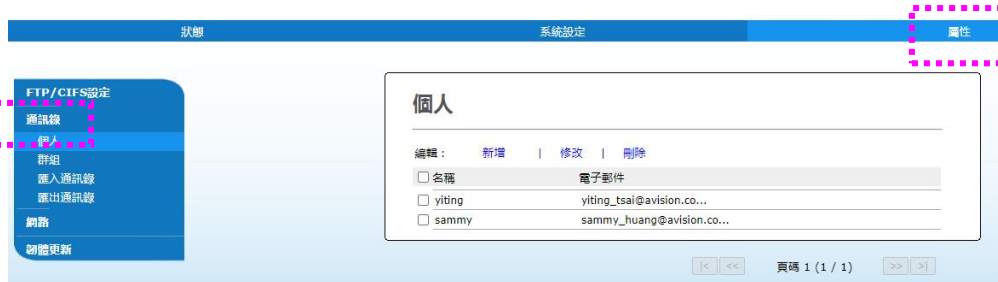 狀態 系統設定 屬性
FTP/CIFS設定
通訊錄
個人
群組
匯入通訊錄
匯出通訊錄
網路
韌體更新
個人
編輯： 新增 | 修改 | 刪除
名稱 電子郵件
yiting yiting_tsai@avision.co...
sammy sammy_huang@avision.co...
|< << 頁碼 1 (1 / 1) >> >|